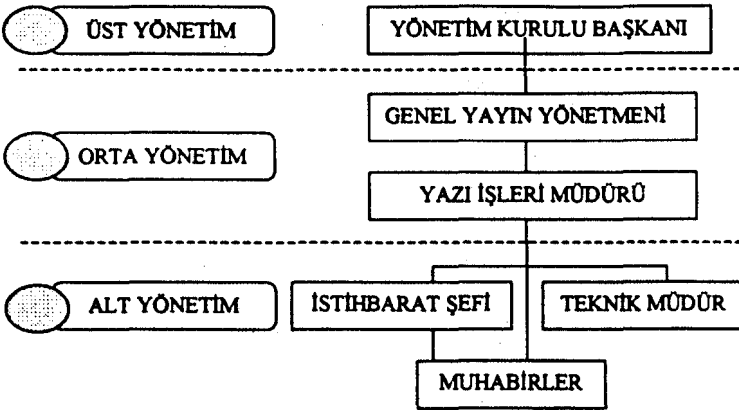 ÜST YÖNETİM
YÖNETİM KURULU BAŞKANI
GENEL YAYIN YÖNETMENİ
ORTA YÖNETİM
YAZI İŞLERİ MÜDÜRÜ
ALT YÖNETİM
İSTİHBARAT ŞEFİ
TEKNİK MÜDÜR
MUHABİRLER